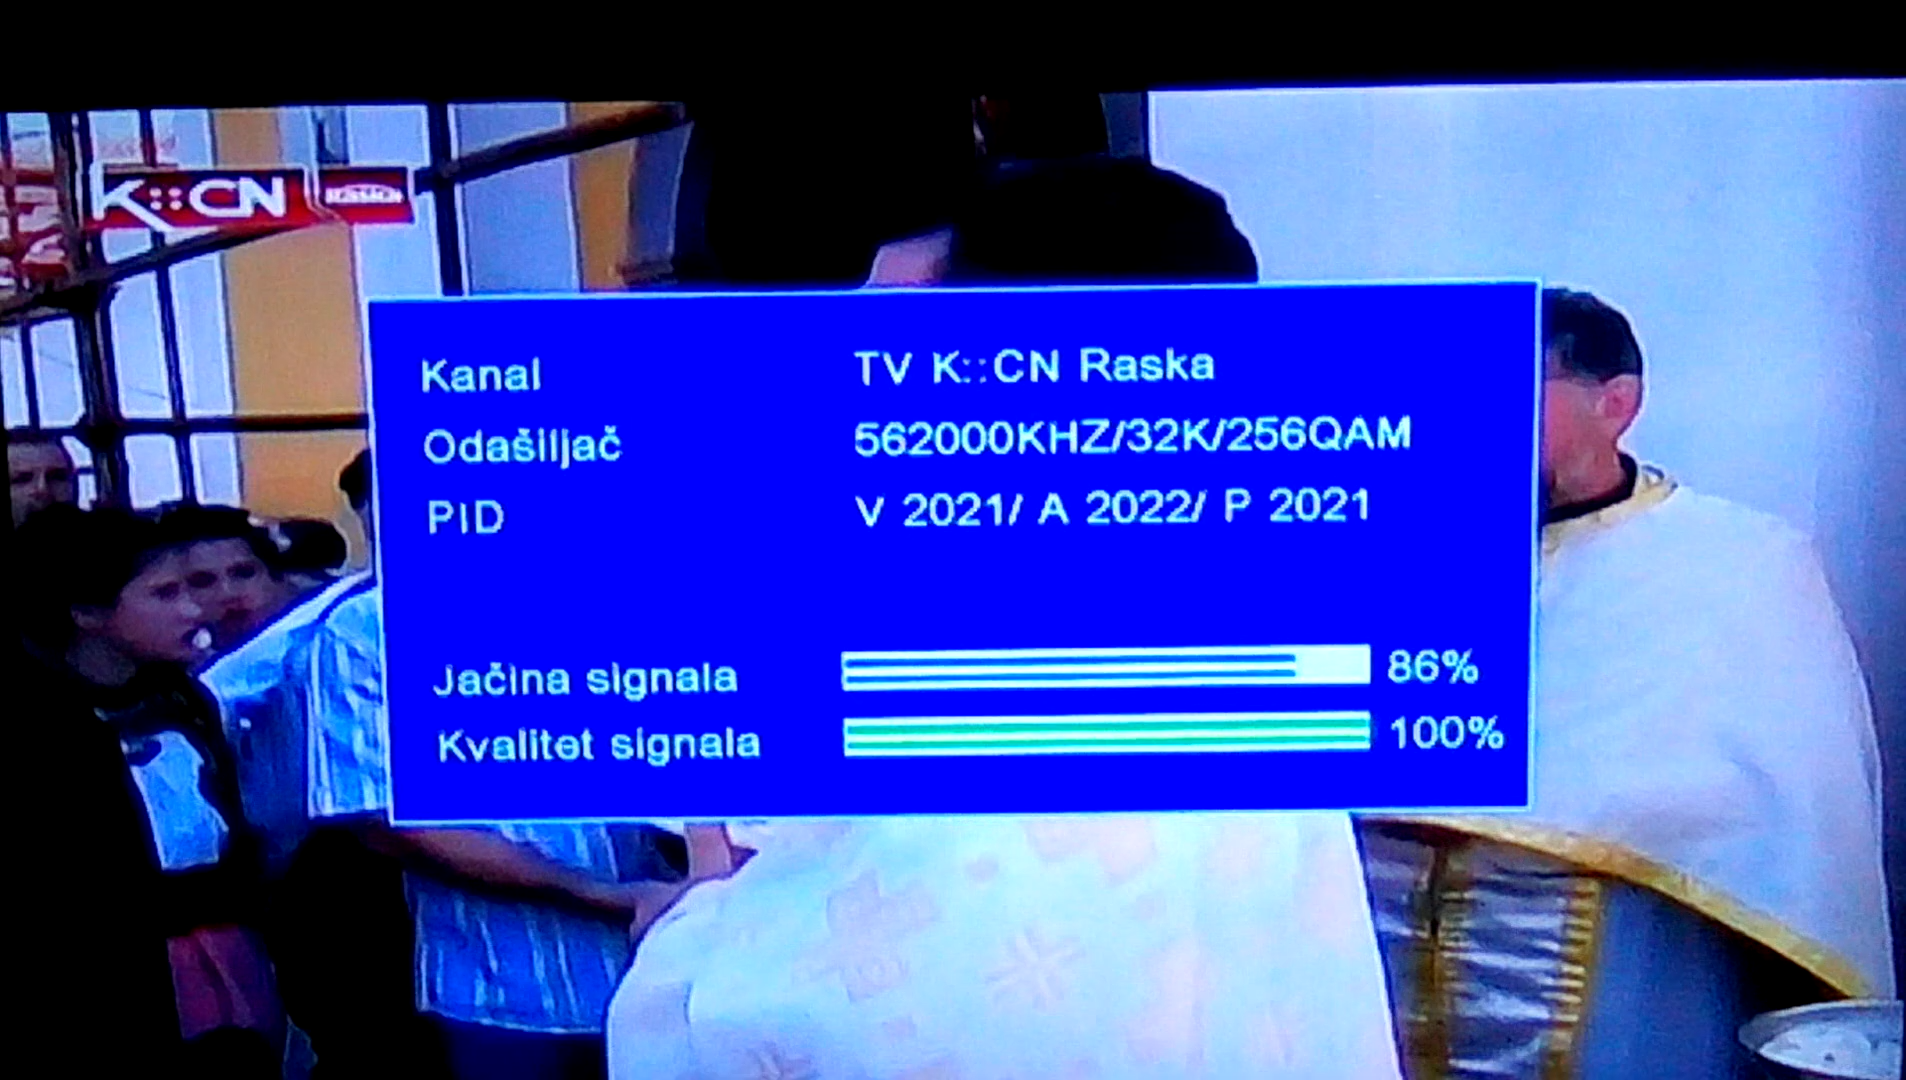 K::CN
Kanal TV K::CN Raska
Odašiljač 562000KHZ/32K/256QAM
PID V 2021/ A 2022/ P 2021
Jačina signala 86%
Kvalitet signala 100%